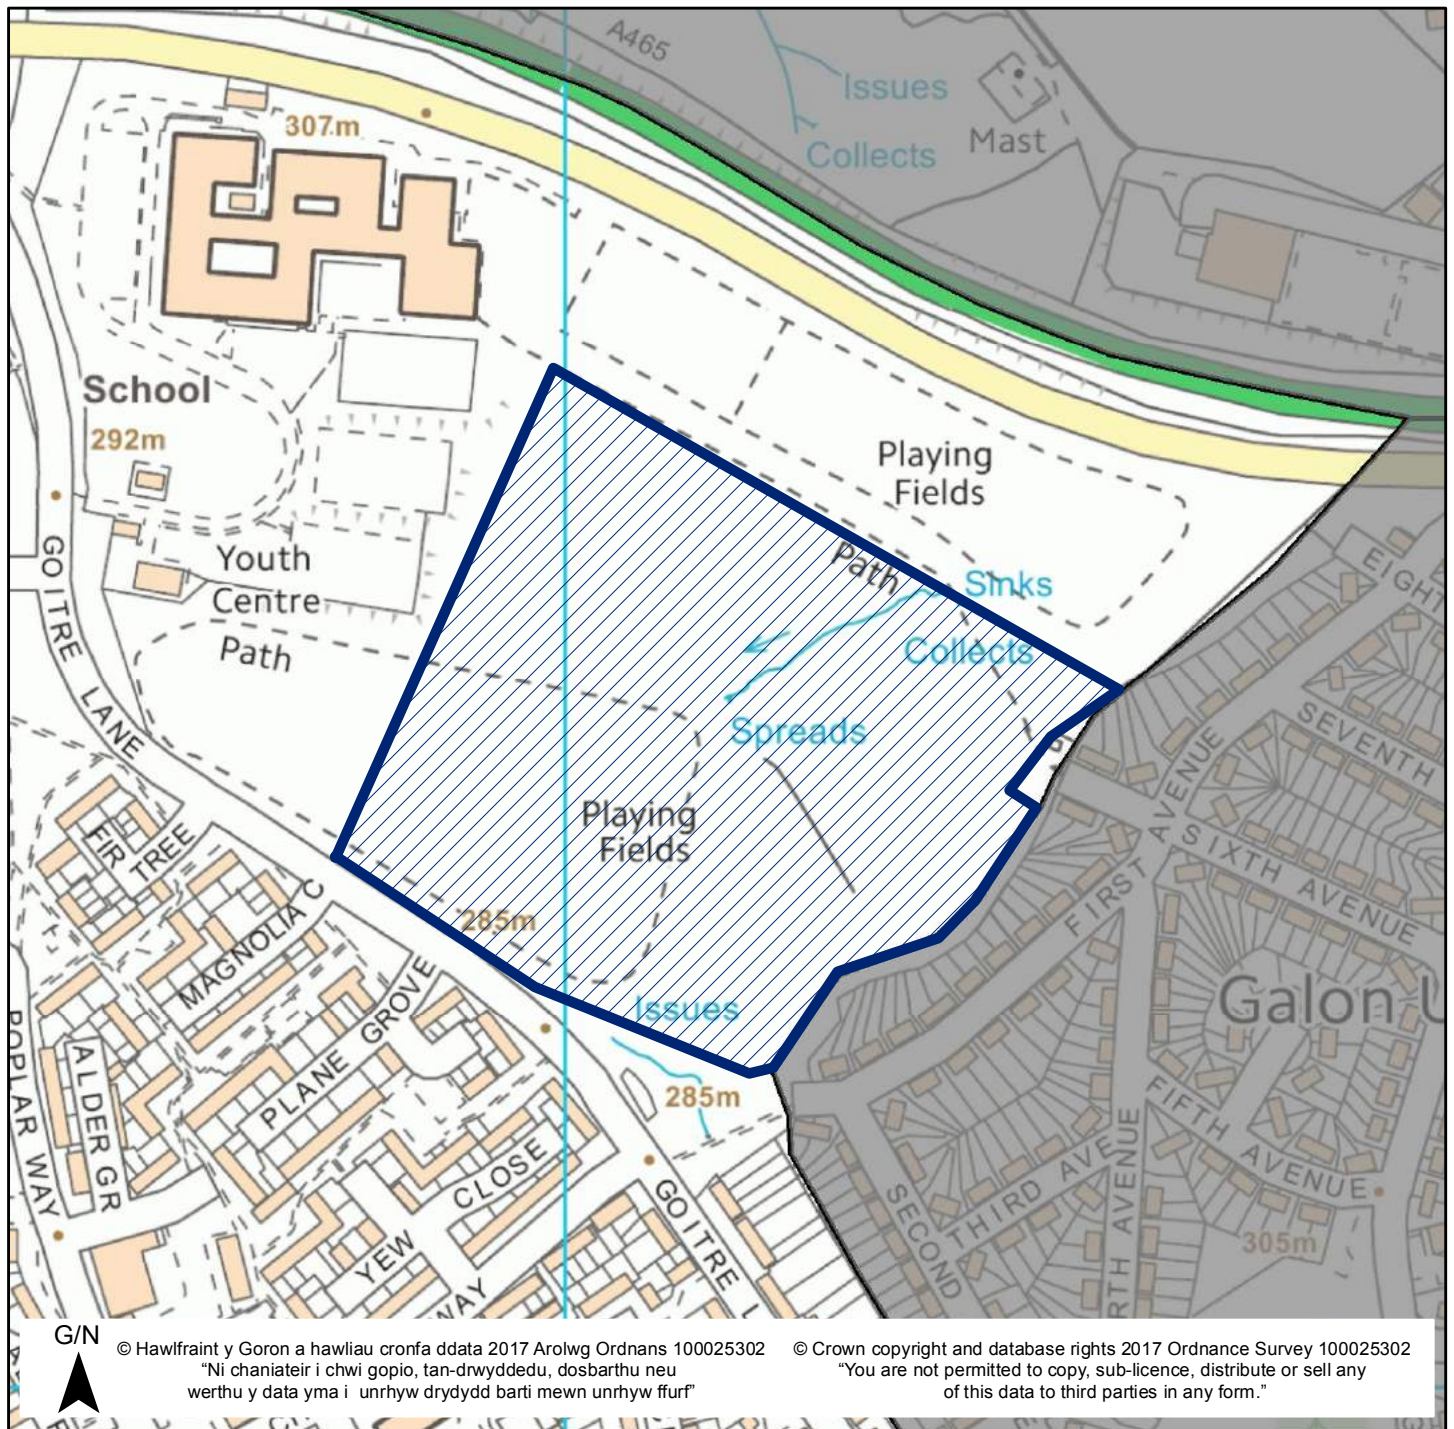 A465
Issues
Collects
Mast
307m
School
292m
Playing
Fields
Youth
Centre
Path
Path
Sinks
Collects
Spreads
Playing
Fields
285m
Issues
285m
GOITRE LANE
FIR TREE
MAGNOLIA C
PLANE GROVE
ALDER GR
POPLAR WAY
YEW
CLOSE
WAY
GOITRE L
EIGHT
SEVENTH
SIXTH AVENUE
FIRST AVENUE
Galon U
FIFTH AVENUE
THIRD AVE
SECOND
RTH AVENUE
305m
G/N
© Hawlfraint y Goron a hawliau cronfa ddata 2017 Arolwg Ordnans 100025302
“Ni chaniateir i chwi gopio, tan-drwyddedu, dosbarthu neu
werthu y data yma i unrhyw drydydd barti mewn unrhyw ffurf”
© Crown copyright and database rights 2017 Ordnance Survey 100025302
“You are not permitted to copy, sub-licence, distribute or sell any
of this data to third parties in any form.”